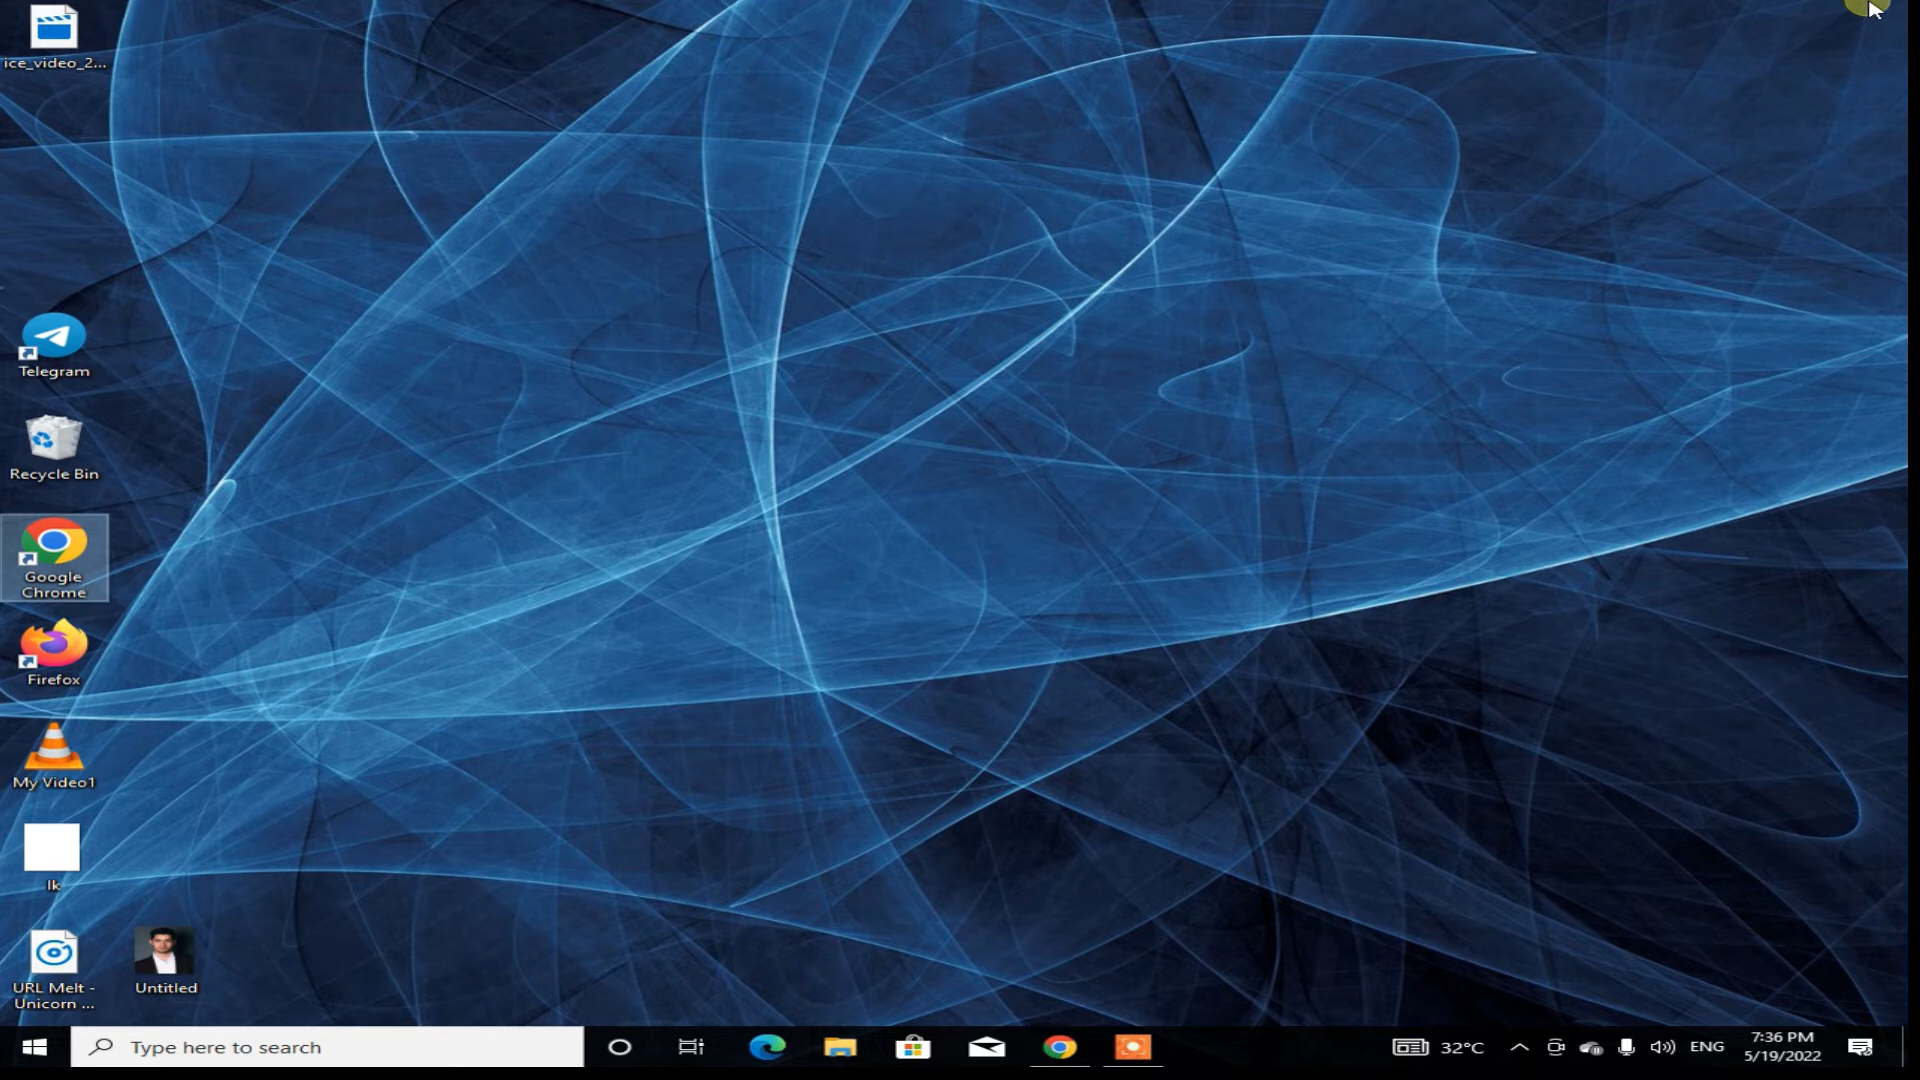 ice_video_2...
Telegram
Recycle Bin
Google
Chrome
Firefox
My Video1
lk
URL Melt -
Unicorn ...
Untitled
Type here to search
32°C
ENG
7:36 PM
5/19/2022